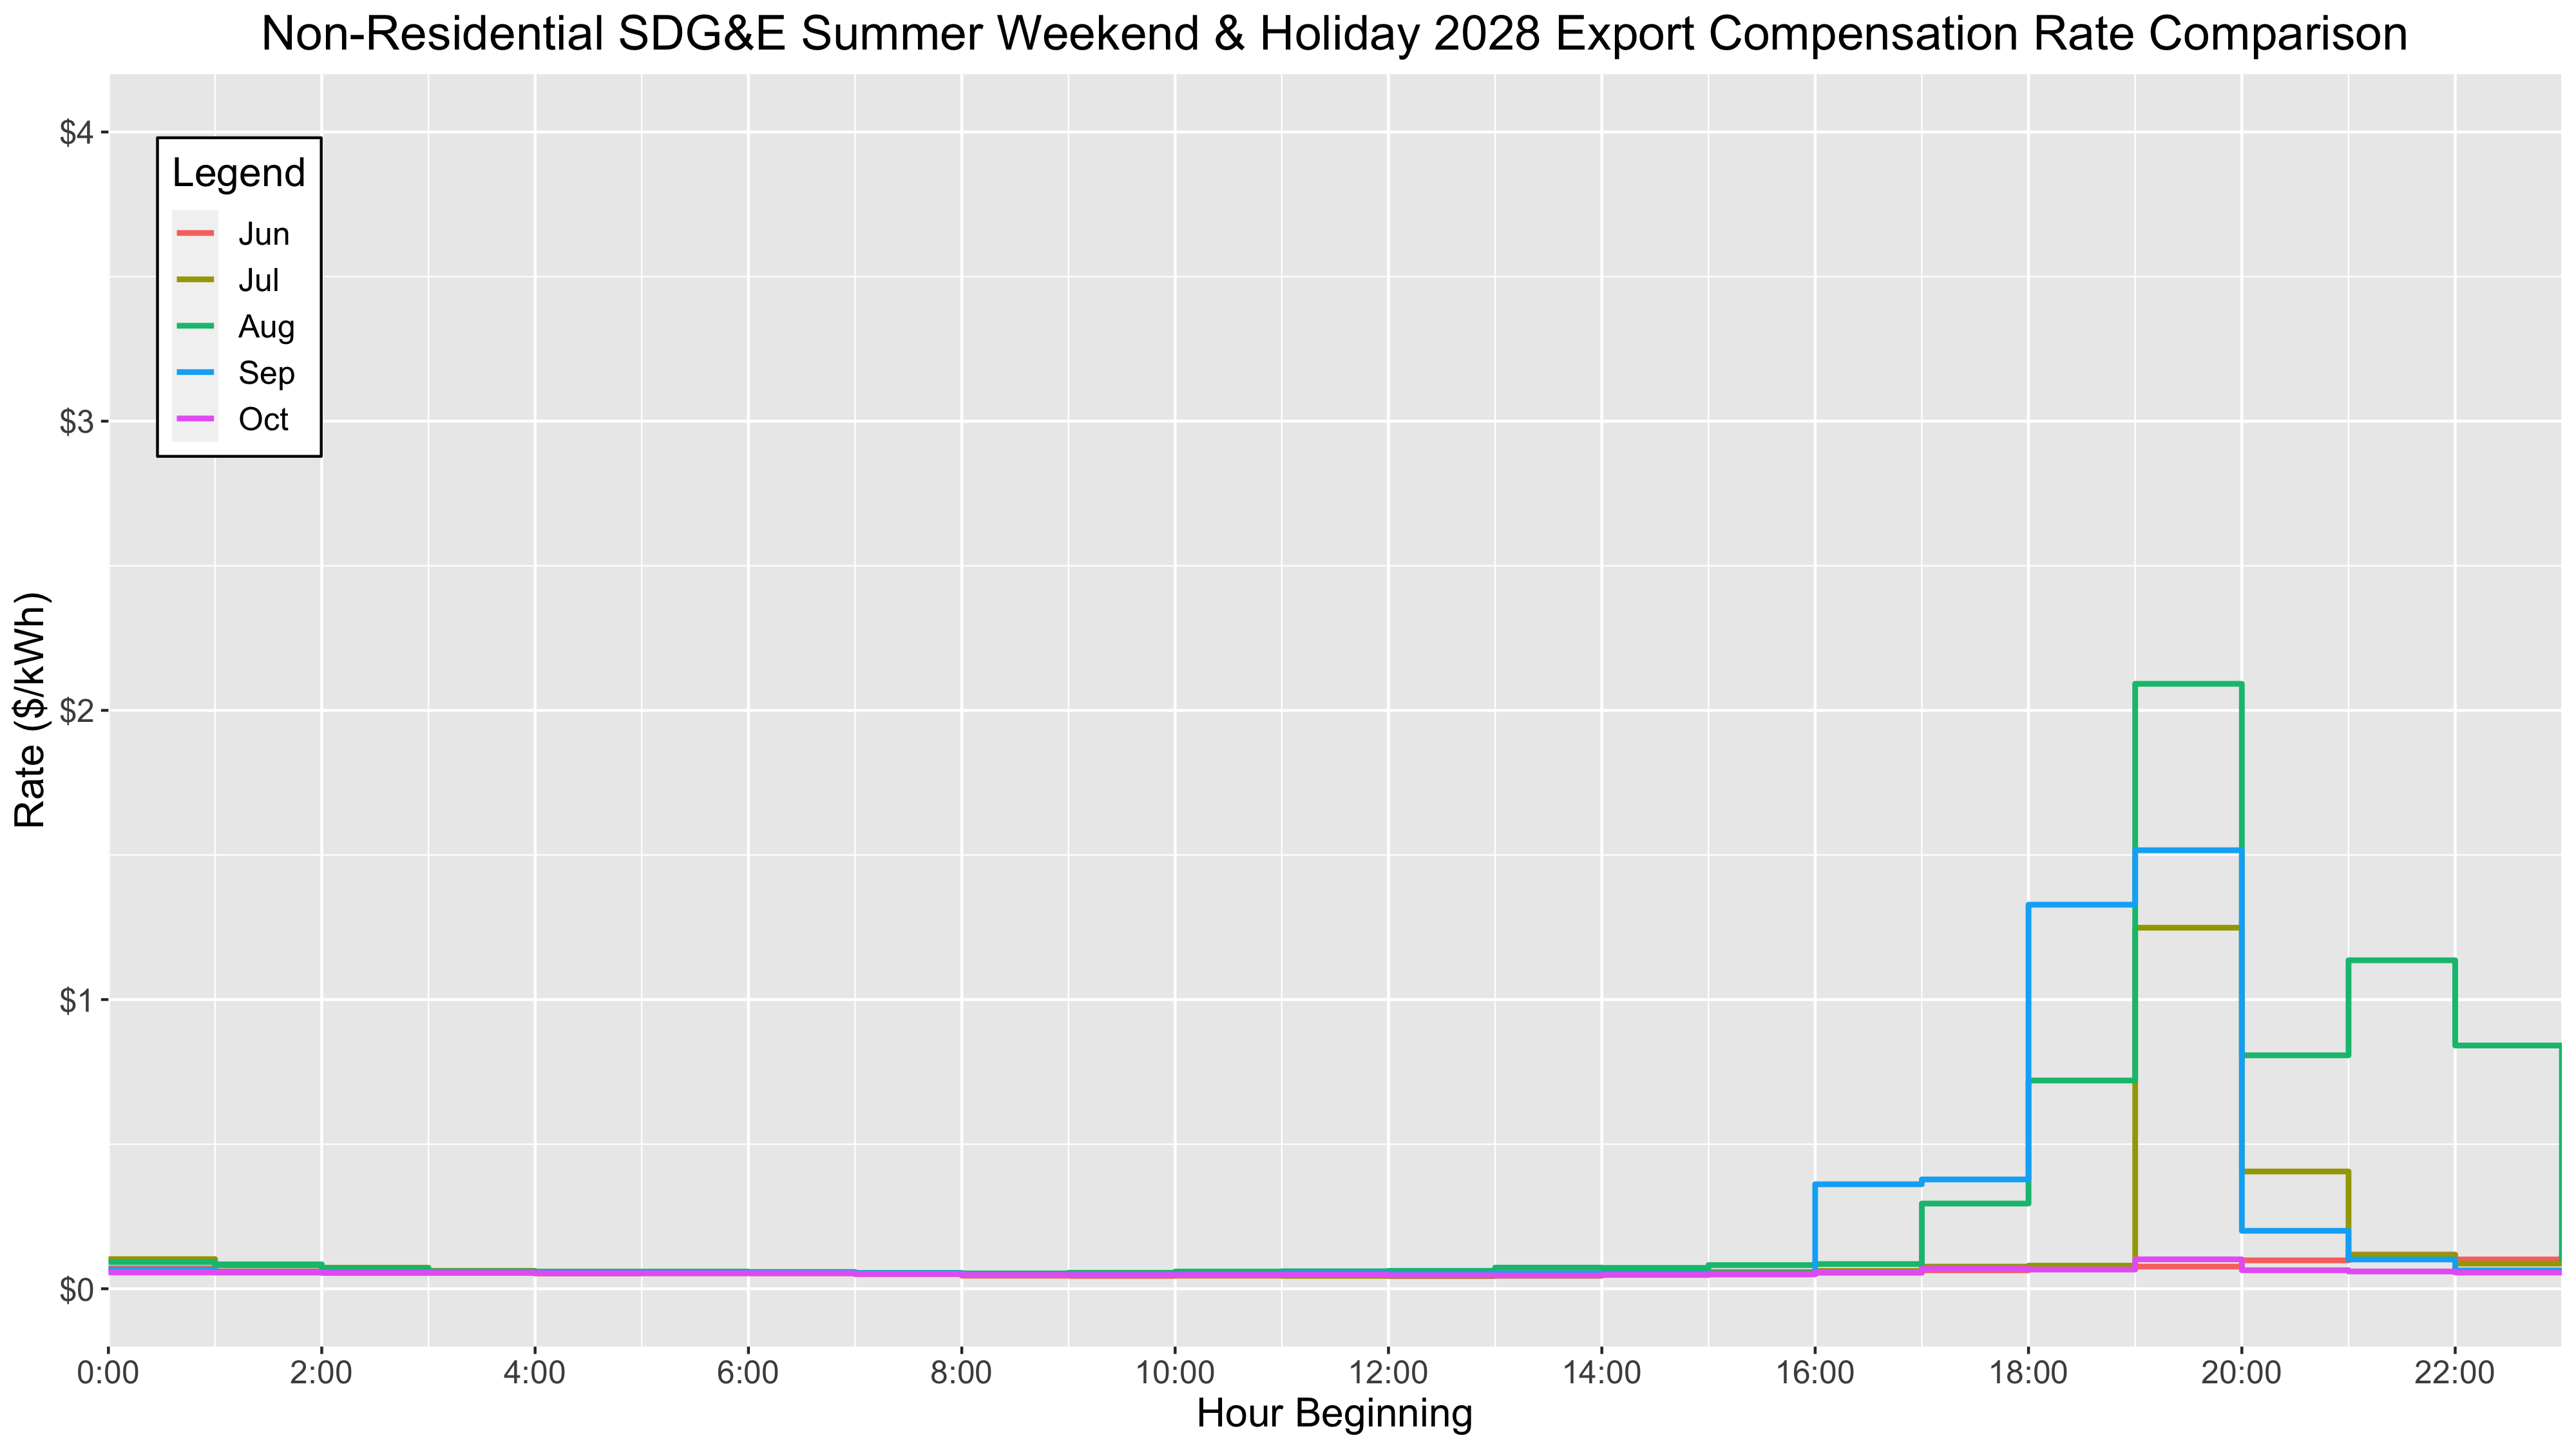 Non-Residential SDG&E Summer Weekend & Holiday 2028 Export Compensation Rate Comparison
Legend
Jun
Jul
Aug
Sep
Oct
Rate ($/kWh)
$4
$3
$2
$1
$0
0:00 2:00 4:00 6:00 8:00 10:00 12:00 14:00 16:00 18:00 20:00 22:00
Hour Beginning